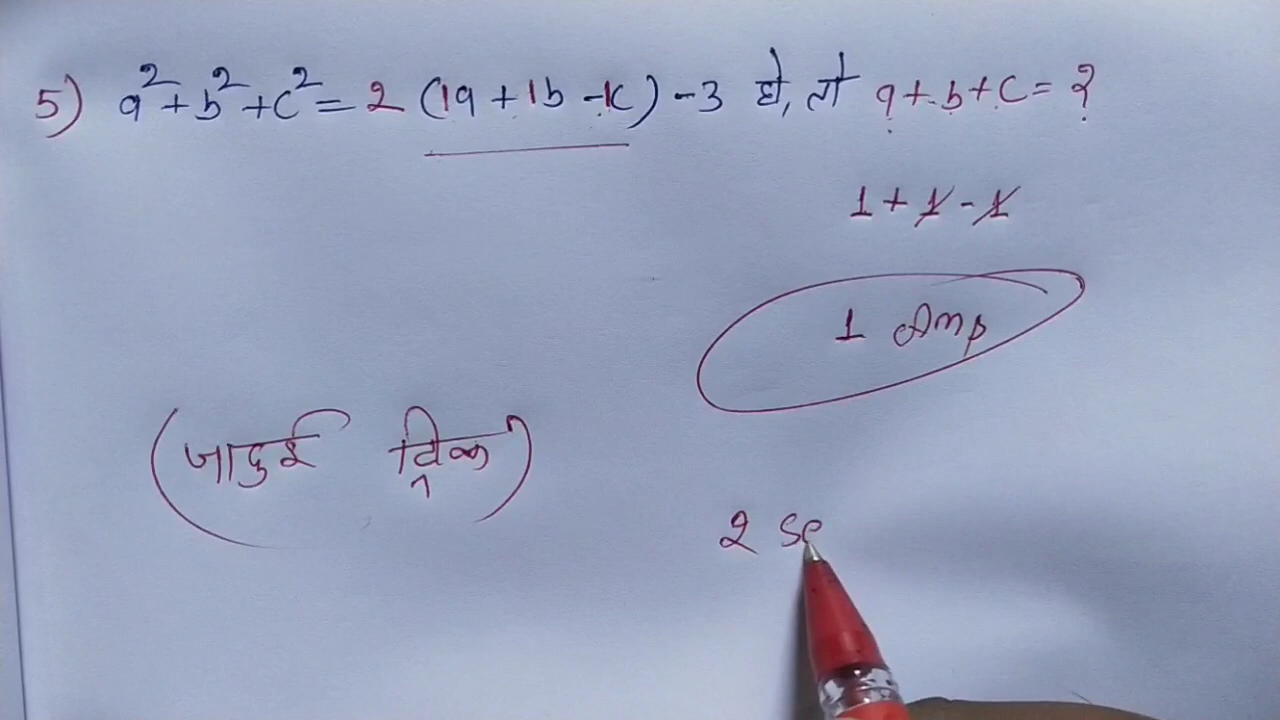 5) a²+b²+c²=2 (1a+1b-1c)-3 हो, तो a+b+c=?
1+1-1
1 Amp
(जादुई ट्रिक)
2 Se